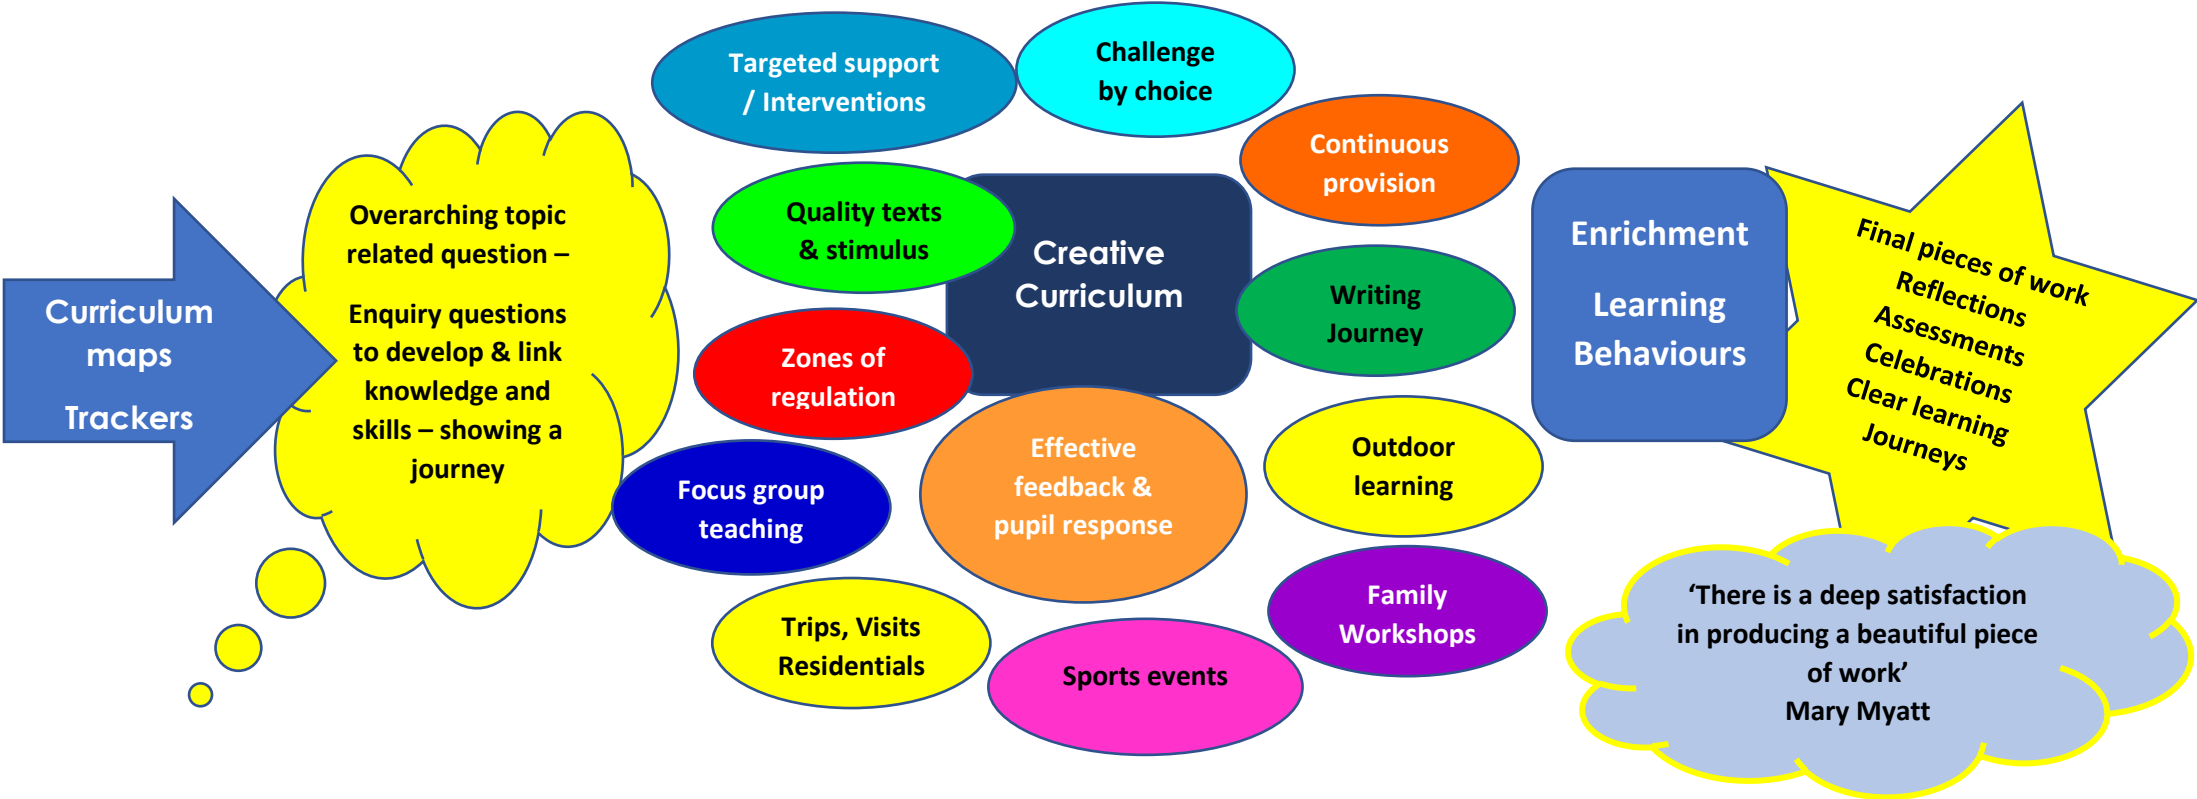 Curriculum
maps
Trackers
Overarching topic
related question –
Enquiry questions
to develop & link
knowledge and
skills – showing a
journey
Targeted support
/ Interventions
Challenge
by choice
Continuous
provision
Quality texts
& stimulus
Creative
Curriculum
Writing
Journey
Zones of
regulation
Effective
feedback &
pupil response
Outdoor
learning
Focus group
teaching
Family
Workshops
Trips, Visits
Residentials
Sports events
Enrichment
Learning
Behaviours
Final pieces of work
Reflections
Assessments
Celebrations
Clear learning
Journeys
‘There is a deep satisfaction
in producing a beautiful piece
of work’
Mary Myatt